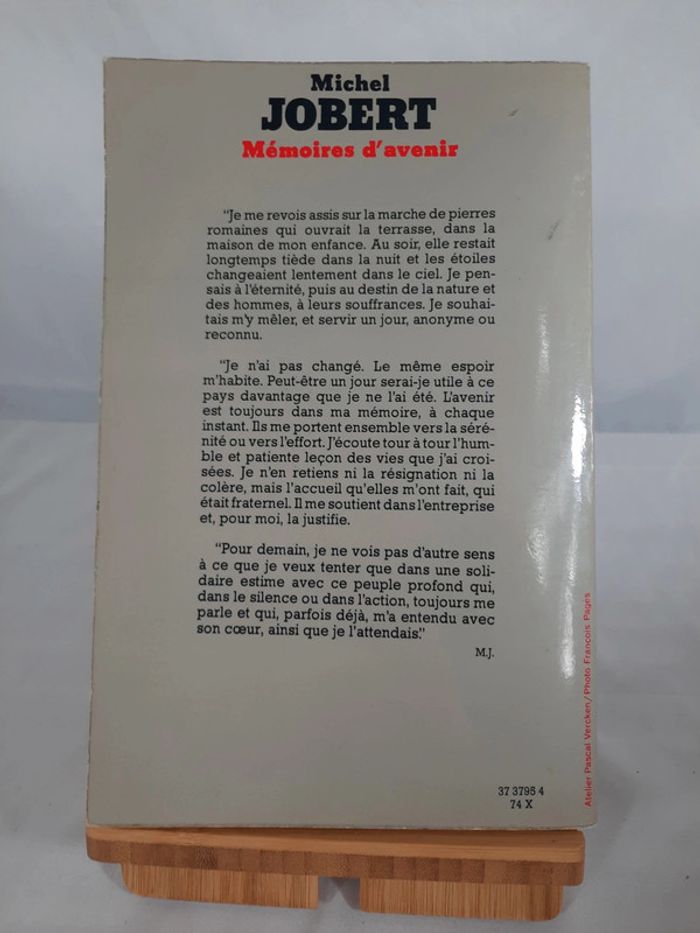 Michel
JOBERT
Mémoires d'avenir
"Je me revois assis sur la marche de pierres
romaines qui ouvrait la terrasse, dans la
maison de mon enfance. Au soir, elle restait
longtemps tiède dans la nuit et les étoiles
changeaient lentement dans le ciel. Je pen-
sais à l'éternité, puis au destin de la nature et
des hommes, à leurs souffrances. Je souhai-
tais m'y mêler, et servir un jour, anonyme ou
reconnu.
"Je n'ai pas changé. Le même espoir
m'habite. Peut-être un jour serai-je utile à ce
pays davantage que je ne l'ai été. L'avenir
est toujours dans ma mémoire, à chaque
instant. Ils me portent ensemble vers la séré-
nité ou vers l'effort. J'écoute tour à tour l'hum-
ble et patiente leçon des vies que j'ai croi-
sées. Je n'en retiens ni la résignation ni la
colère, mais l'accueil qu'elles m'ont fait, qui
était fraternel. Il me soutient dans l'entreprise
et, pour moi, la justifie.
"Pour demain, je ne vois pas d'autre sens
à ce que je veux tenter que dans une soli-
daire estime avec ce peuple profond qui,
dans le silence ou dans l'action, toujours me
parle et qui, parfois déjà, m'a entendu avec
son cœur, ainsi que je l'attendais."
M.J.
37 3795 4
74 X
Atelier Pascal Vercken/Photo François Pages